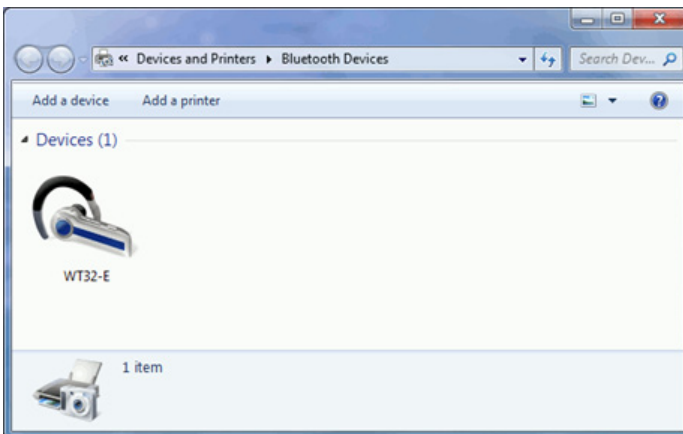 « Devices and Printers ▸ Bluetooth Devices
Search Dev...
Add a device Add a printer
Devices (1)
WT32-E
1 item